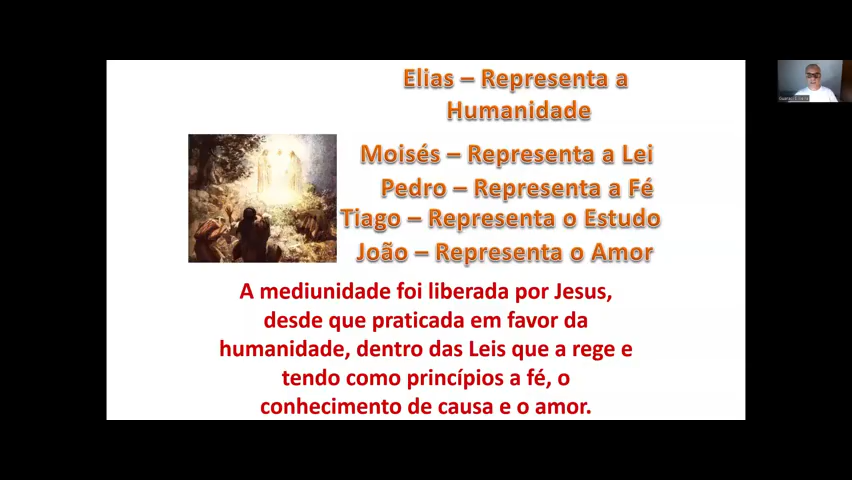 Elias – Representa a
Humanidade
Moisés – Representa a Lei
Pedro – Representa a Fé
Tiago – Representa o Estudo
João – Representa o Amor
A mediunidade foi liberada por Jesus,
desde que praticada em favor da
humanidade, dentro das Leis que a rege e
tendo como princípios a fé, o
conhecimento de causa e o amor.